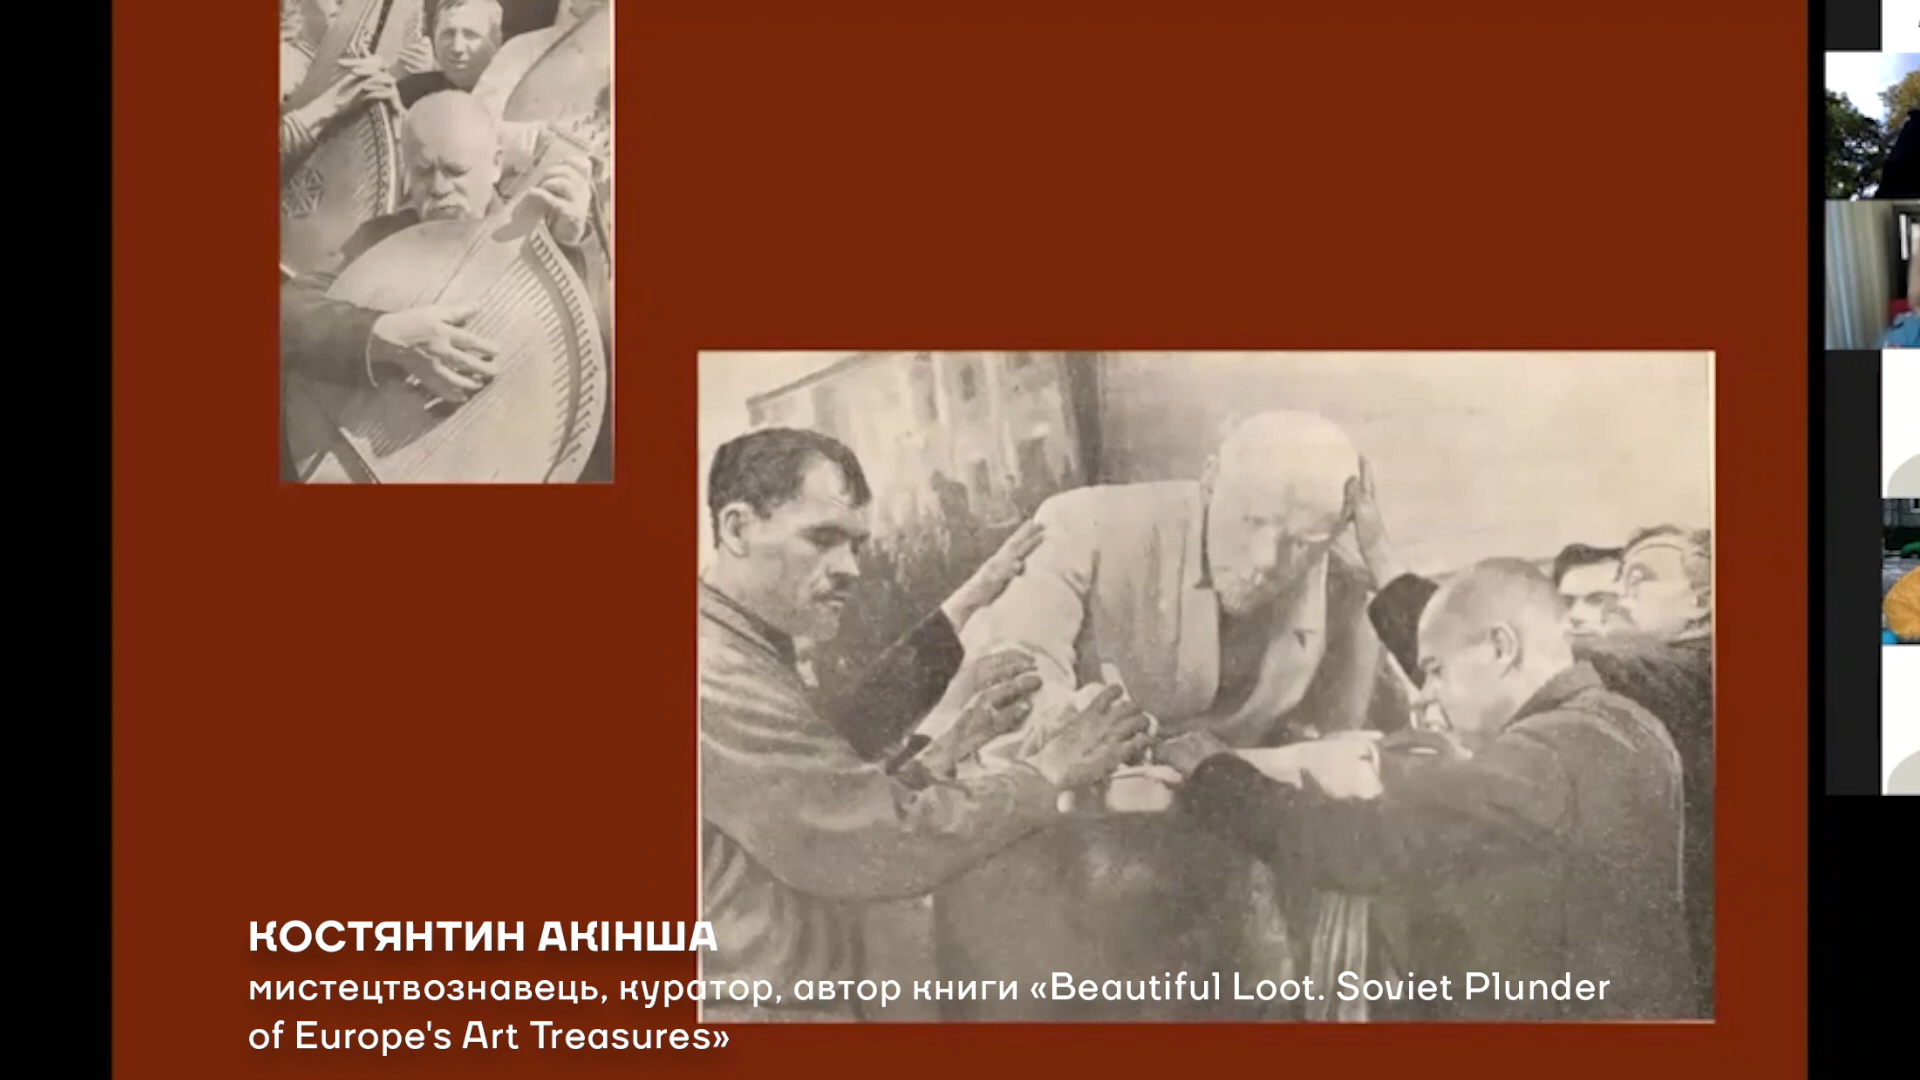 КОСТЯНТИН АКІНША
мистецтвознавець, куратор, автор книги «Beautiful Loot. Soviet Plunder
of Europe's Art Treasures»